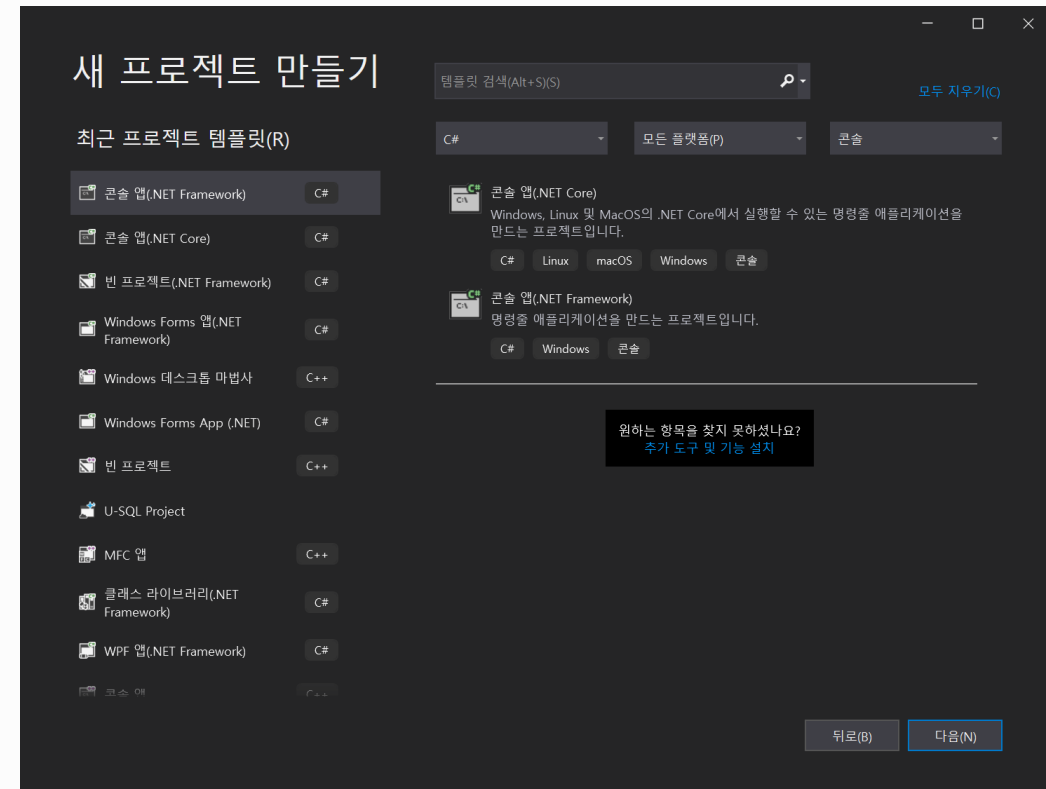 새 프로젝트 만들기
템플릿 검색(Alt+S)(S)
모두 지우기(C)
최근 프로젝트 템플릿(R)
C#
모든 플랫폼(P)
콘솔
콘솔 앱(.NET Framework)
C#
콘솔 앱(.NET Core)
C#
빈 프로젝트(.NET Framework)
C#
Windows Forms 앱(.NET
Framework)
C#
Windows 데스크톱 마법사
C++
Windows Forms App (.NET)
C#
빈 프로젝트
C++
U-SQL Project
MFC 앱
C++
클래스 라이브러리(.NET
Framework)
C#
WPF 앱(.NET Framework)
C#
콘솔 앱
C++
C#
C:\
콘솔 앱(.NET Core)
Windows, Linux 및 MacOS의 .NET Core에서 실행할 수 있는 명령줄 애플리케이션을
만드는 프로젝트입니다.
C#
Linux
macOS
Windows
콘솔
C#
C:\
콘솔 앱(.NET Framework)
명령줄 애플리케이션을 만드는 프로젝트입니다.
C#
Windows
콘솔
원하는 항목을 찾지 못하셨나요?
추가 도구 및 기능 설치
뒤로(B)
다음(N)